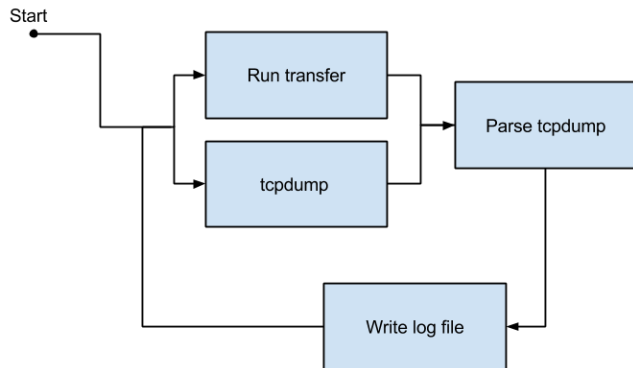 Start
Run transfer
Parse tcpdump
tcpdump
Write log file